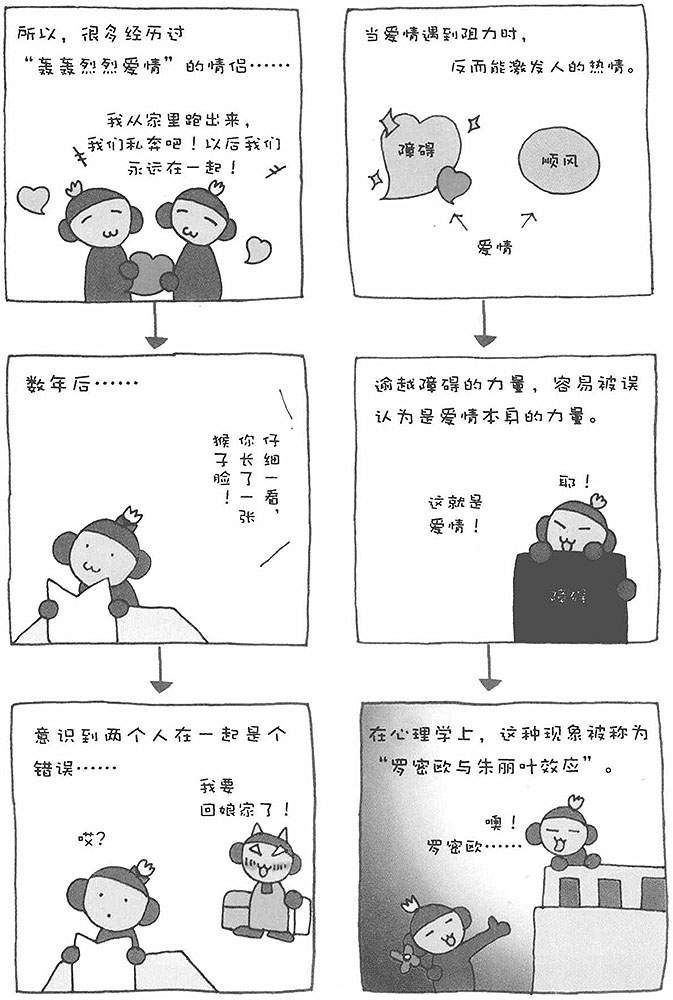 当爱情遇到阻力时，
反而能激发人的热情。
障碍
顺风
爱情
逾越障碍的力量，容易被误
认为是爱情本身的力量。
耶！
这就是
爱情！
障碍
在心理学上，这种现象被称为
“罗密欧与朱丽叶效应”。
噢！
罗密欧……
所以，很多经历过
“轰轰烈烈爱情”的情侣……
我从家里跑出来，
我们私奔吧！以后我们
永远在一起！
数年后……
仔细一看，
你长了一张
猴子脸！
意识到两个人在一起是个
错误……
我要
回娘家了！
哎？